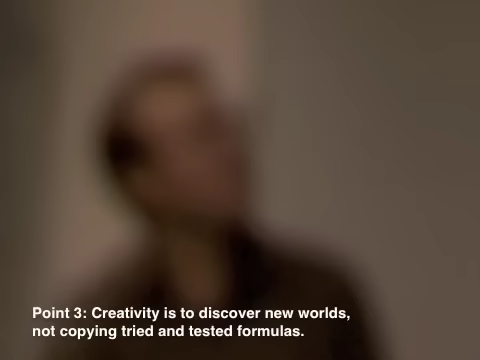 Point 3: Creativity is to discover new worlds,
not copying tried and tested formulas.